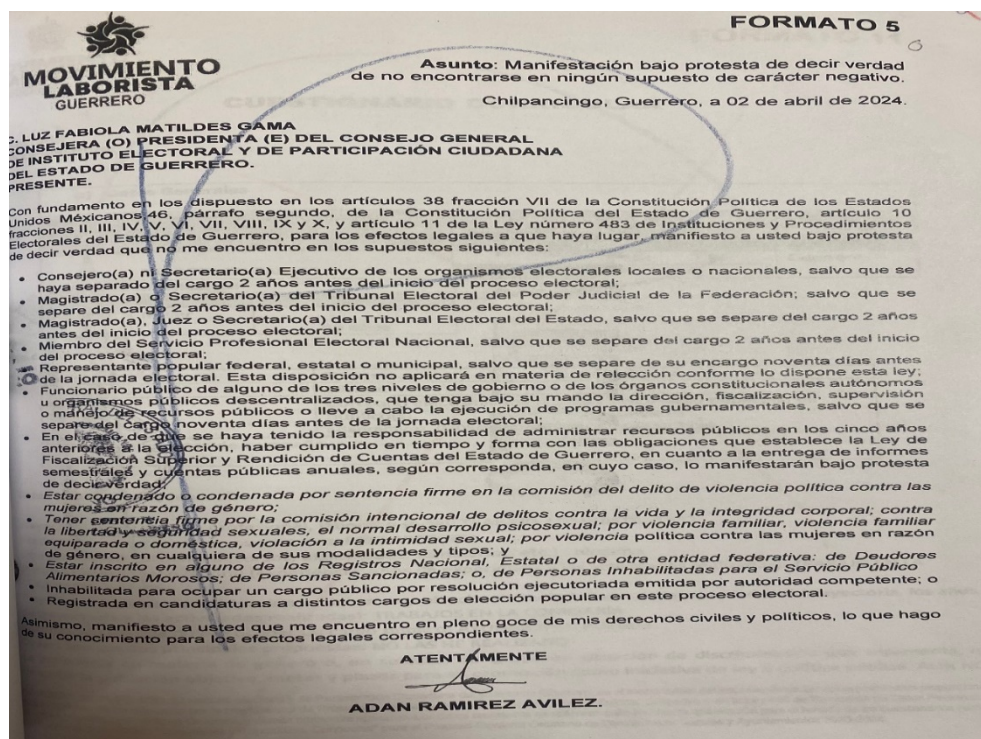 FORMATO 5
MOVIMIENTO
LABORISTA
GUERRERO
Asunto: Manifestación bajo protesta de decir verdad
de no encontrarse en ningún supuesto de carácter negativo.
Chilpancingo, Guerrero, a 02 de abril de 2024.
C. LUZ FABIOLA MATILDES GAMA
CONSEJERA (O) PRESIDENTA (E) DEL CONSEJO GENERAL
DE INSTITUTO ELECTORAL Y DE PARTICIPACIÓN CIUDADANA
DEL ESTADO DE GUERRERO.
PRESENTE.
Con fundamento en los dispuesto en los artículos 38 fracción VII de la Constitución Política de los Estados
Unidos Méxicanos,46, párrafo segundo, de la Constitución Política del Estado de Guerrero, artículo 10
fracciones II, III, IV, V, VI, VII, VIII, IX y X, y artículo 11 de la Ley número 483 de Instituciones y Procedimientos
Electorales del Estado de Guerrero, para los efectos legales a que haya lugar, manifiesto a usted bajo protesta
de decir verdad que no me encuentro en los supuestos siguientes:
• Consejero(a) ni Secretario(a) Ejecutivo de los organismos electorales locales o nacionales, salvo que se
haya separado del cargo 2 años antes del inicio del proceso electoral;
• Magistrado(a) o Secretario(a) del Tribunal Electoral del Poder Judicial de la Federación; salvo que se
separe del cargo 2 años antes del inicio del proceso electoral;
• Magistrado(a), Juez o Secretario(a) del Tribunal Electoral del Estado, salvo que se separe del cargo 2 años
antes del inicio del proceso electoral;
• Miembro del Servicio Profesional Electoral Nacional, salvo que se separe del cargo 2 años antes del inicio
del proceso electoral;
Representante popular federal, estatal o municipal, salvo que se separe de su encargo noventa días antes
de la jornada electoral. Esta disposición no aplicará en materia de relección conforme lo dispone esta ley;
• Funcionario público de alguno de los tres niveles de gobierno o de los órganos constitucionales autónomos
u organismos públicos descentralizados, que tenga bajo su mando la dirección, fiscalización, supervisión
o manejo de recursos públicos o lleve a cabo la ejecución de programas gubernamentales, salvo que se
separe del cargo noventa días antes de la jornada electoral;
• En el caso de que se haya tenido la responsabilidad de administrar recursos públicos en los cinco años
anteriores a la elección, haber cumplido en tiempo y forma con las obligaciones que establece la Ley de
Fiscalización Superior y Rendición de Cuentas del Estado de Guerrero, en cuanto a la entrega de informes
semestrales y cuentas públicas anuales, según corresponda, en cuyo caso, lo manifestarán bajo protesta
de decir verdad;
• Estar condenado o condenada por sentencia firme en la comisión del delito de violencia política contra las
mujeres en razón de género;
• Tener sentencia firme por la comisión intencional de delitos contra la vida y la integridad corporal; contra
la libertad y seguridad sexuales, el normal desarrollo psicosexual; por violencia familiar, violencia familiar
equiparada o doméstica, violación a la intimidad sexual; por violencia política contra las mujeres en razón
de género, en cualquiera de sus modalidades y tipos; y
• Estar inscrito en alguno de los Registros Nacional, Estatal o de otra entidad federativa: de Deudores
Alimentarios Morosos; de Personas Sancionadas; o, de Personas Inhabilitadas para el Servicio Público
• Inhabilitada para ocupar un cargo público por resolución ejecutoriada emitida por autoridad competente; o
• Registrada en candidaturas a distintos cargos de elección popular en este proceso electoral.
Asimismo, manifiesto a usted que me encuentro en pleno goce de mis derechos civiles y políticos, lo que hago
de su conocimiento para los efectos legales correspondientes.
ATENTAMENTE
ADAN RAMIREZ AVILEZ.